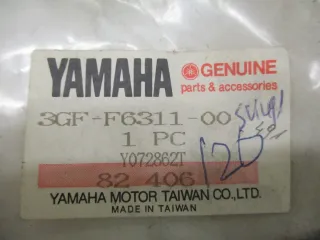 YAMAHA
GENUINE
parts & accessories
3GF-F6311-00
1 PC
Y072862T
125
82 406
YAMAHA MOTOR TAIWAN CO.,LTD.
MADE IN TAIWAN